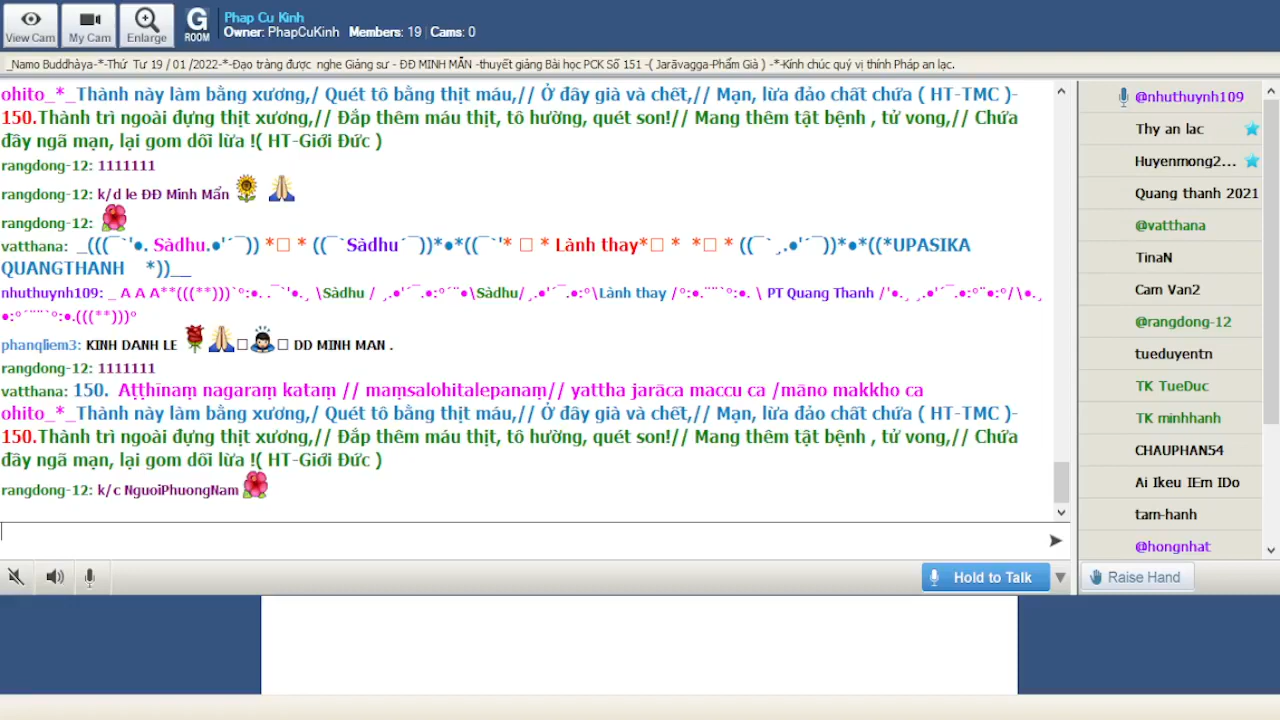 View Cam
My Cam
Enlarge
G
ROOM
Phap Cu Kinh
Owner: PhapCuKinh Members: 19 Cams: 0
_Namo Buddhàya-*-Thứ Tư 19 / 01 /2022-*-Đạo tràng được nghe Giảng sư - ĐĐ MINH MẪN -thuyết giảng Bài học PCK Số 151 -( Jarāvagga-Phẩm Già ) -*-Kính chúc quý vị thính Pháp an lạc.
ohito_*_Thành này làm bằng xương,/ Quét tô bằng thịt máu,// Ở đây già và chết,// Mạn, lừa đảo chất chứa ( HT-TMC )-
150.Thành trì ngoài đựng thịt xương,// Đắp thêm máu thịt, tô hường, quét son!// Mang thêm tật bệnh , tử vong,// Chứa
đầy ngã mạn, lại gom dối lừa !( HT-Giới Đức )
rangdong-12: 1111111
rangdong-12: k/d le ĐĐ Minh Mẩn
rangdong-12:
vatthana: _(((¯`'●. Sàdhu.●'´¯)) *□ * ((¯`Sàdhu´¯))*●*((¯`'* □ * Lành thay*□ * *□ * ((¯`¸.●'´¯))*●*((*UPASIKA
QUANGTHANH *))__
nhuthuynh109: _ A A A**(((**)))`º:●. .¯`'●.¸ \Sàdhu / ¸.●'´¯.●:º´¨●\Sàdhu/¸.●'´¯.●:º\Lành thay /º:●.¨¨`º:●. \ PT Quang Thanh /'●.¸ ¸.●'´¯.●:º¨●:º/\●.¸
●:º´¨¨`º:●.(((**)))º
phanqliem3: KINH DANH LE □ □ DD MINH MAN .
rangdong-12: 1111111
vatthana: 150. Aṭṭhīnaṃ nagaraṃ kataṃ // maṃsalohitalepanaṃ// yattha jarāca maccu ca /māno makkho ca
ohito_*_Thành này làm bằng xương,/ Quét tô bằng thịt máu,// Ở đây già và chết,// Mạn, lừa đảo chất chứa ( HT-TMC )-
150.Thành trì ngoài đựng thịt xương,// Đắp thêm máu thịt, tô hường, quét son!// Mang thêm tật bệnh , tử vong,// Chứa
đầy ngã mạn, lại gom dối lừa !( HT-Giới Đức )
rangdong-12: k/c NguoiPhuongNam
@nhuthuynh109
Thy an lac
Huyenmong2...
Quang thanh 2021
@vatthana
TinaN
Cam Van2
@rangdong-12
tueduyentn
TK TueDuc
TK minhhanh
CHAUPHAN54
Ai Ikeu IEm IDo
tam-hanh
@hongnhat
Hold to Talk
Raise Hand